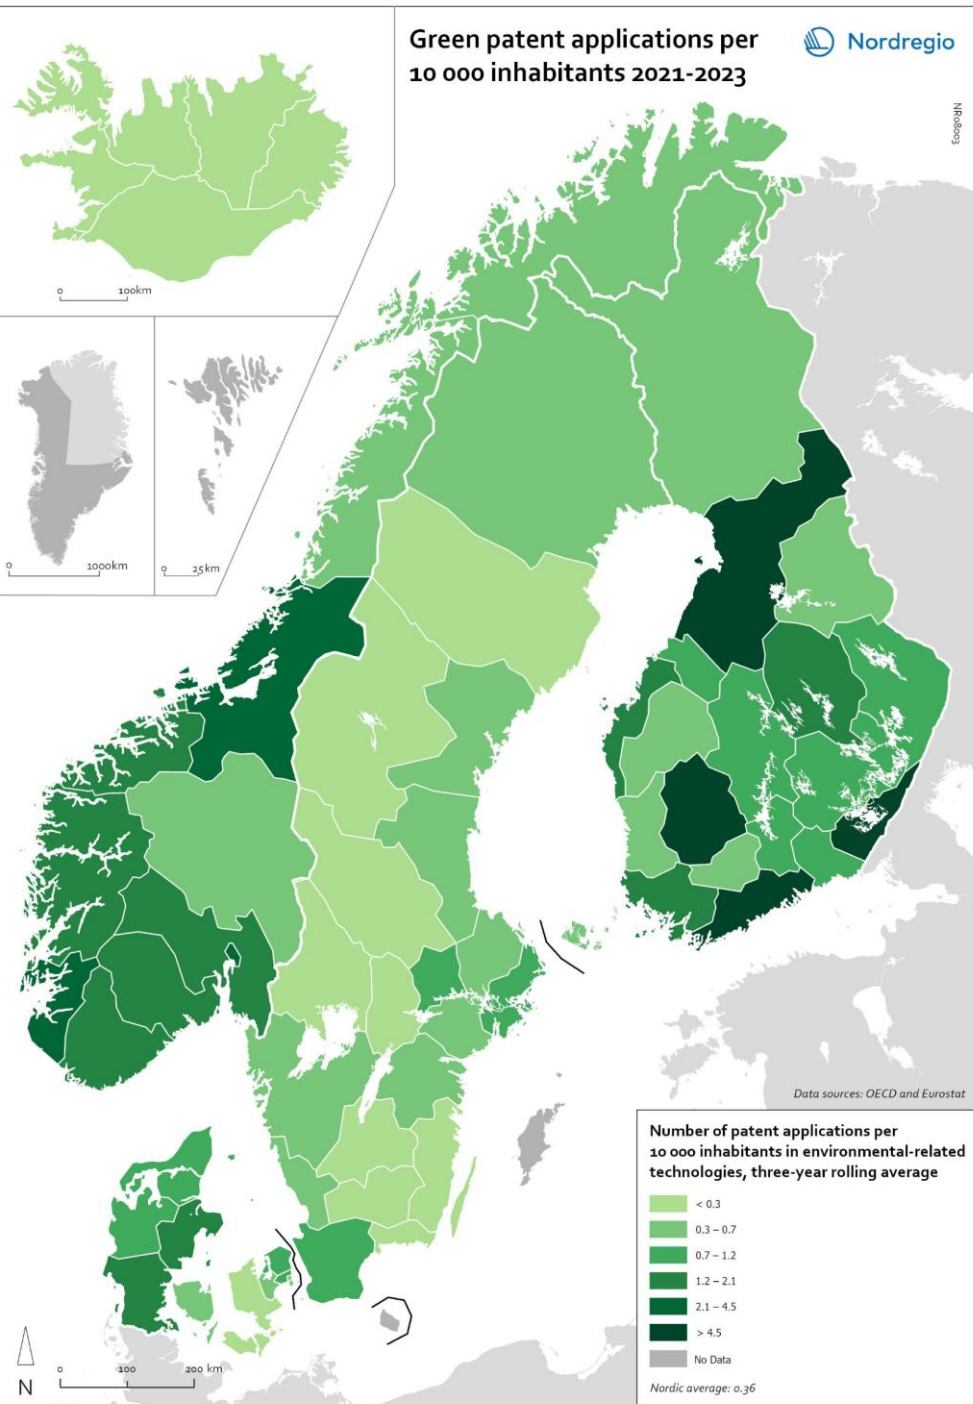 Green patent applications per
10 000 inhabitants 2021-2023
Nordregio
NR08003
0 100km
0 1000km
0 25km
Data sources: OECD and Eurostat
Number of patent applications per
10 000 inhabitants in environmental-related
technologies, three-year rolling average
< 0.3
0.3 – 0.7
0.7 – 1.2
1.2 – 2.1
2.1 – 4.5
> 4.5
No Data
Nordic average: 0.36
N
0 100 200 km